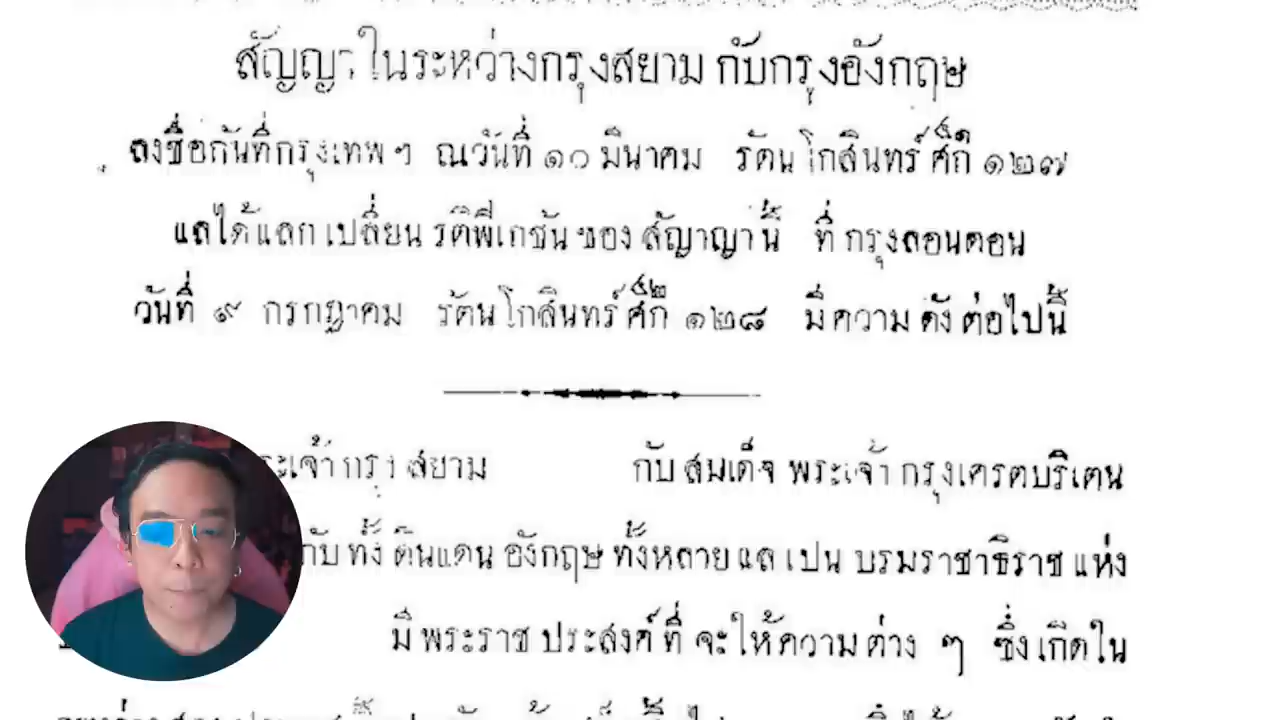 สัญญาในระหว่างกรุงสยาม กับกรุงอังกฤษ
ลงชื่อกันที่กรุงเทพฯ ณวันที่ ๑๐ มีนาคม รัตนโกสินทร์ ศ๊ก ๑๒๗
แลได้แลกเปลี่ยน รติฟิเกชันของ สัญญานี้ ที่ กรุงลอนดอน
วันที่ ๙ กรกฎาคม รัตนโกสินทร์ ศ๊ก ๑๒๘ มีความ ดังต่อไปนี้
พระเจ้ากรุงสยาม กับ สมเด็จ พระเจ้า กรุงเครตบริเตน
กับ ทั้ง ดินแดน อังกฤษ ทั้งหลาย แล เปน บรมราชาธิราช แห่ง
มี พระราช ประสงค์ ที่ จะให้ความ ต่าง ๆ ซึ่ง เกิดใน